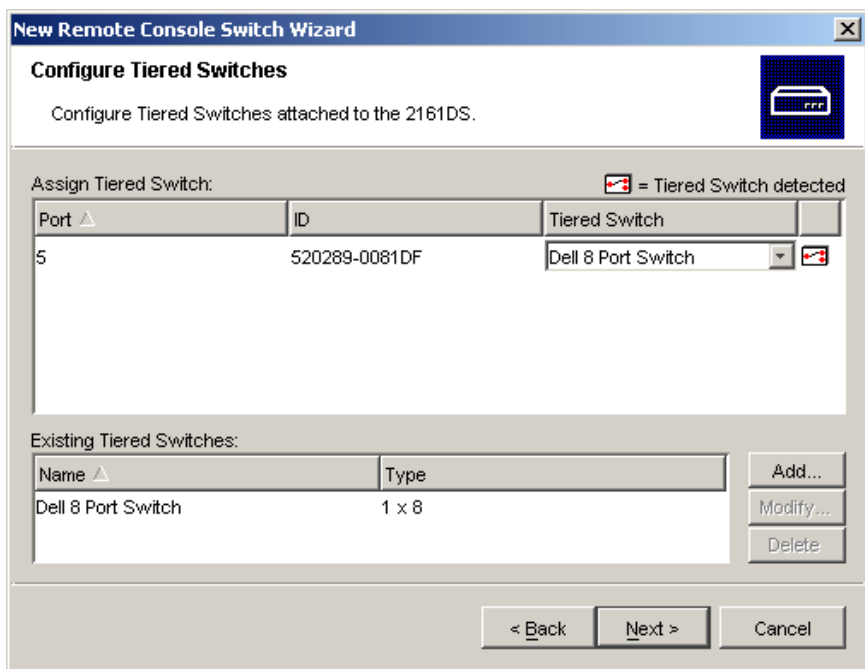 New Remote Console Switch Wizard
Configure Tiered Switches
Configure Tiered Switches attached to the 2161DS.
Assign Tiered Switch:
= Tiered Switch detected
Port ID Tiered Switch
5 520289-0081DF Dell 8 Port Switch
Existing Tiered Switches:
Name Type
Dell 8 Port Switch 1 x 8
Add...
Modify...
Delete
< Back Next > Cancel